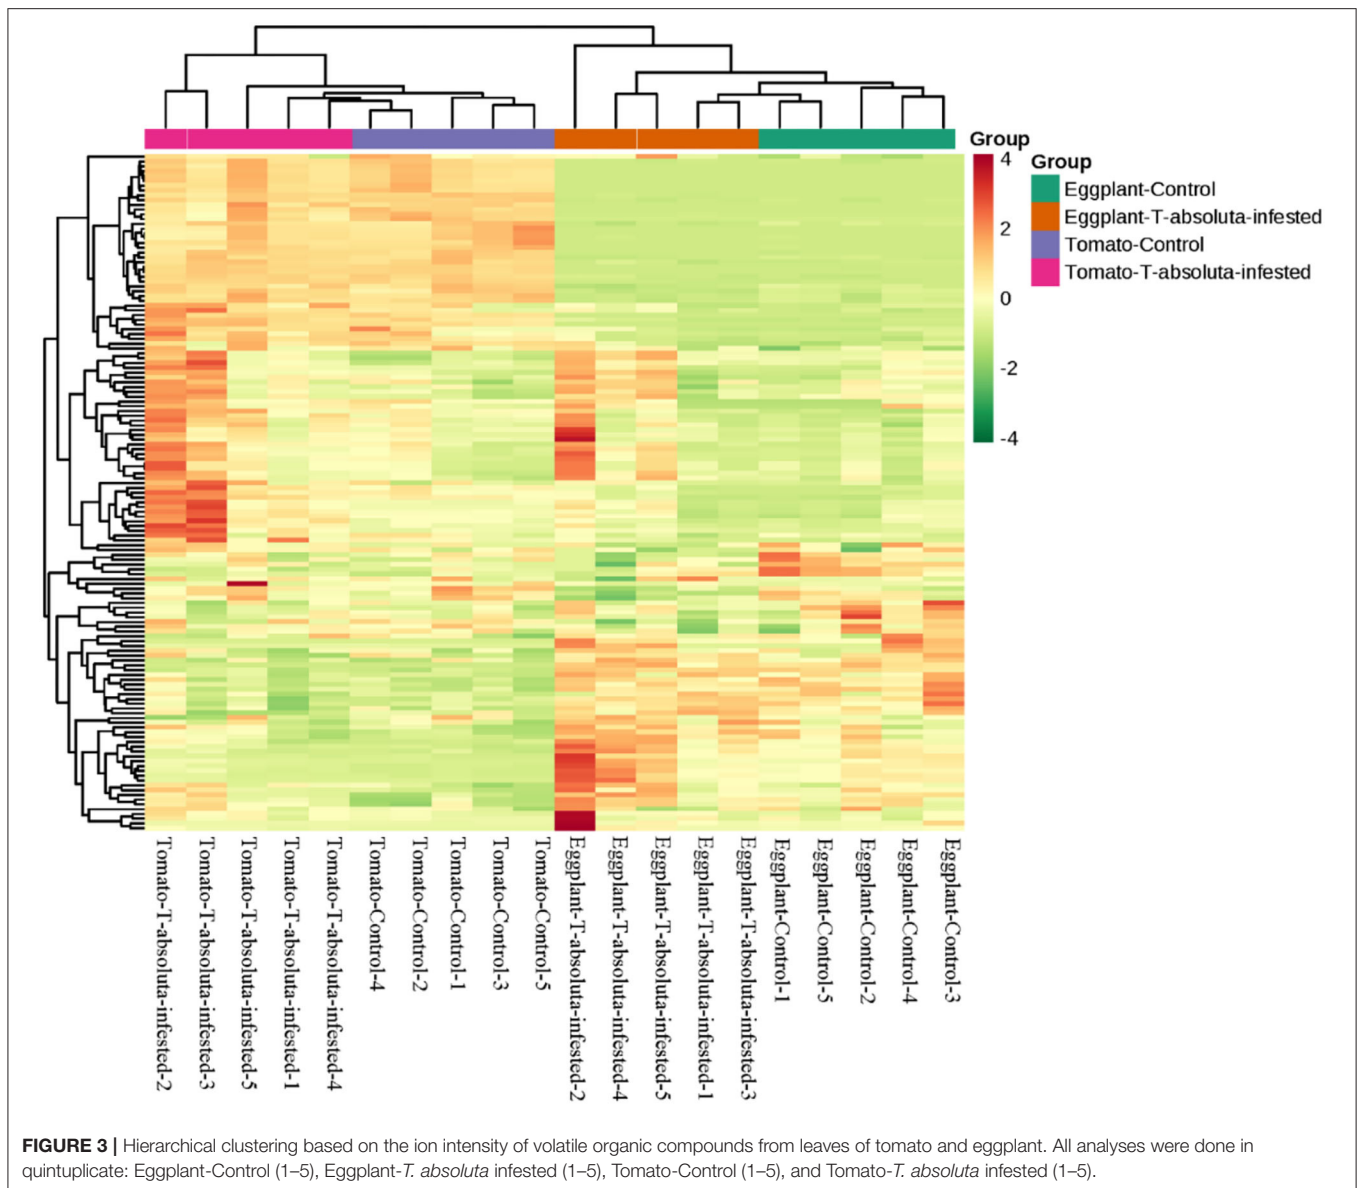 Group
4
2
0
-2
-4
Group
Eggplant-Control
Eggplant-T-absoluta-infested
Tomato-Control
Tomato-T-absoluta-infested
Tomato-T-absoluta-infested-2
Tomato-T-absoluta-infested-3
Tomato-T-absoluta-infested-5
Tomato-T-absoluta-infested-1
Tomato-T-absoluta-infested-4
Tomato-Control-4
Tomato-Control-2
Tomato-Control-1
Tomato-Control-3
Tomato-Control-5
Eggplant-T-absoluta-infested-2
Eggplant-T-absoluta-infested-4
Eggplant-T-absoluta-infested-5
Eggplant-T-absoluta-infested-1
Eggplant-T-absoluta-infested-3
Eggplant-Control-1
Eggplant-Control-5
Eggplant-Control-2
Eggplant-Control-4
Eggplant-Control-3
FIGURE 3 | Hierarchical clustering based on the ion intensity of volatile organic compounds from leaves of tomato and eggplant. All analyses were done in
quintuplicate: Eggplant-Control (1–5), Eggplant-T. absoluta infested (1–5), Tomato-Control (1–5), and Tomato-T. absoluta infested (1–5).